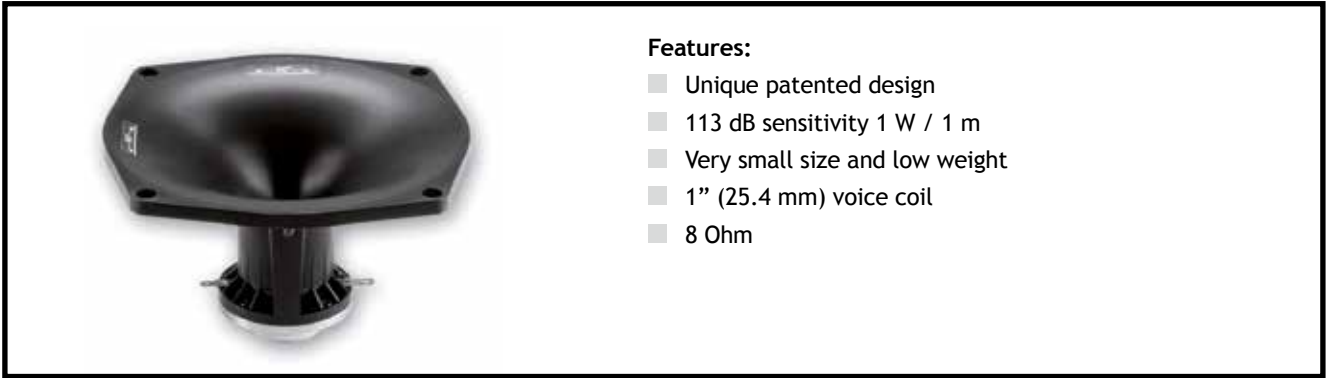 Features:
Unique patented design
113 dB sensitivity 1 W / 1 m
Very small size and low weight
1” (25.4 mm) voice coil
8 Ohm